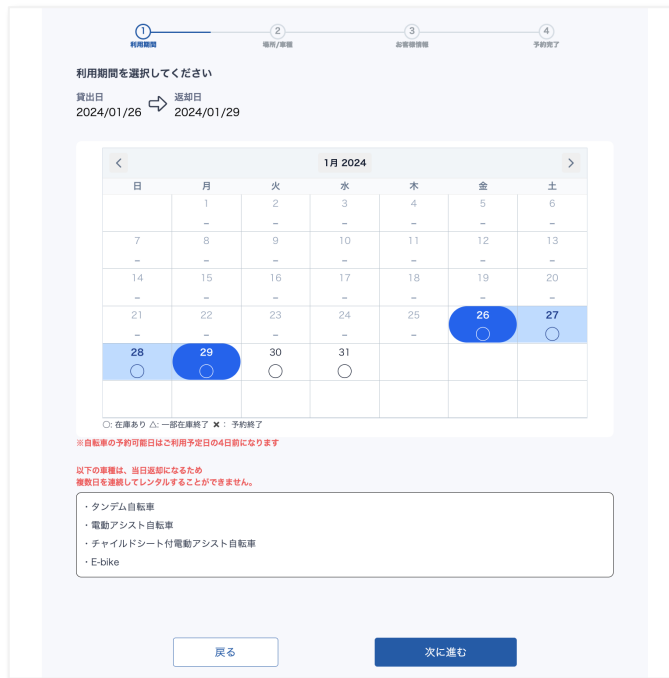 1 2 3 4
利用期間 場所/車種 お客様情報 予約完了
利用期間を選択してください
貸出日 返却日
2024/01/26 2024/01/29
1月 2024
日 月 火 水 木 金 土
1 2 3 4 5 6
– – – – – –
7 8 9 10 11 12 13
– – – – – – –
14 15 16 17 18 19 20
– – – – – – –
21 22 23 24 25 26 27
– – – – – ○ ○
28 29 30 31
○ ○ ○ ○
○: 在庫あり △: 一部在庫終了 ✖ : 予約終了
※自転車の予約可能日はご利用予定日の4日前になります
以下の車種は、当日返却になるため
複数日を連続してレンタルすることができません。
・タンデム自転車
・電動アシスト自転車
・チャイルドシート付電動アシスト自転車
・E-bike
戻る 次に進む